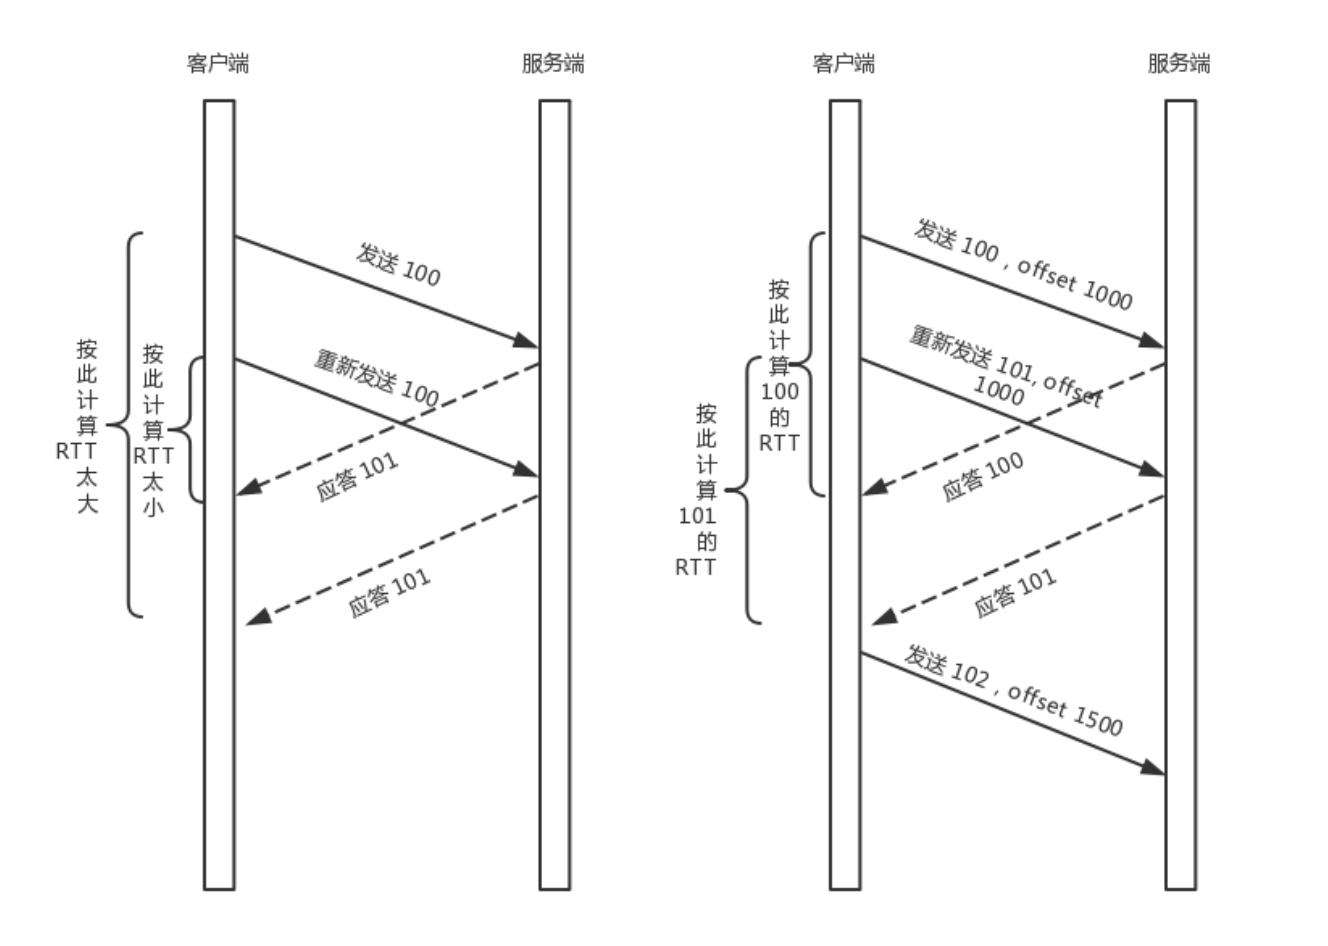 客户端
服务端
发送 100
重新发送 100
应答 101
应答 101
按
此
计
算
RTT
太
大
按
此
计
算
RTT
太
小
客户端
服务端
发送 100 , offset 1000
重新发送 101, offset
1000
应答 100
应答 101
发送 102 , offset 1500
按
此
计
算
100
的
RTT
按
此
计
算
101
的
RTT